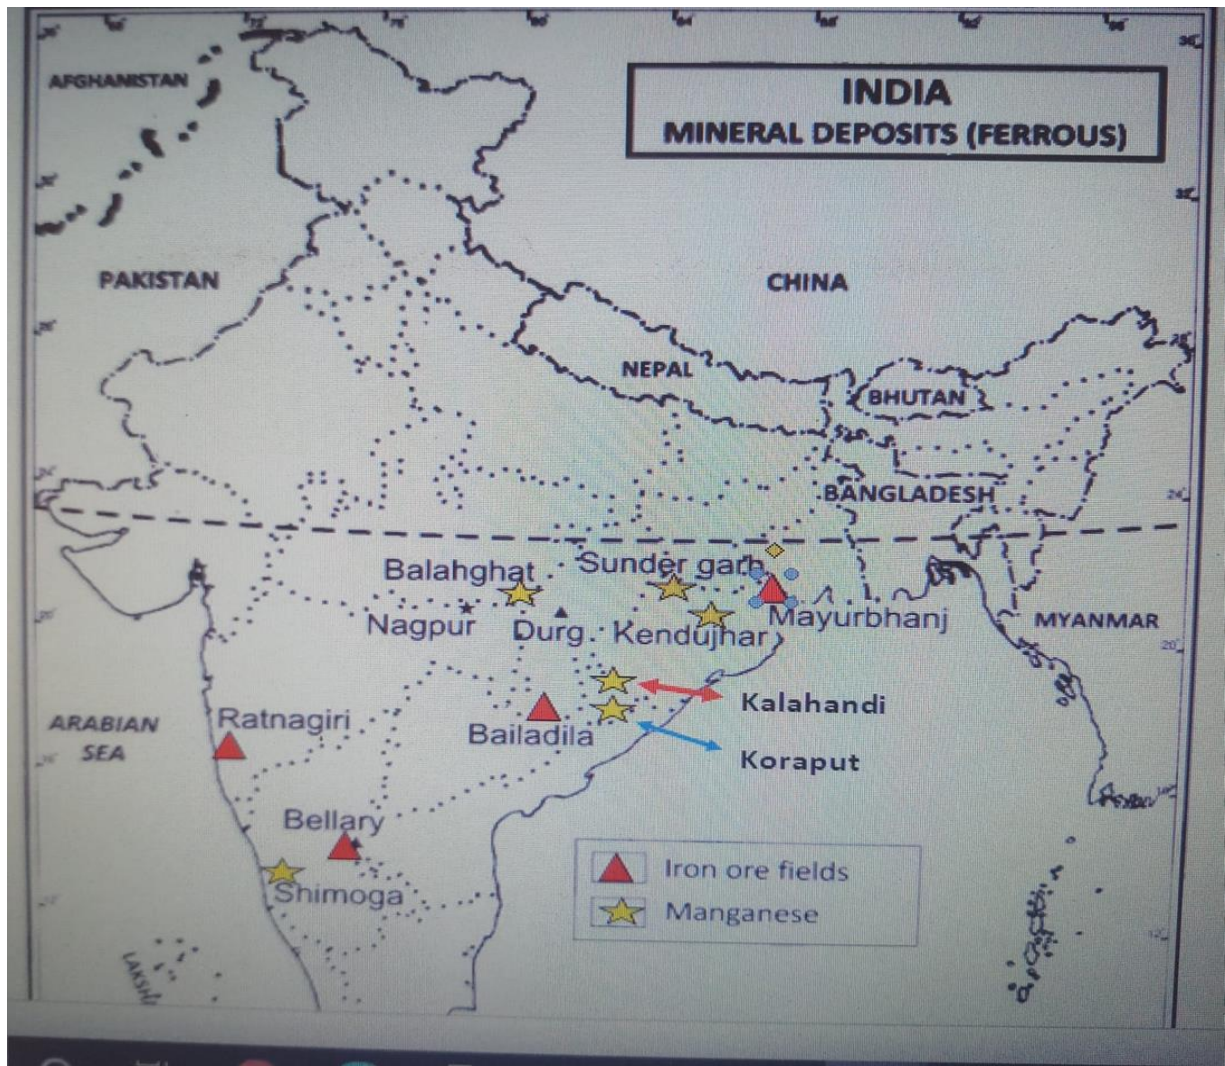 INDIA
MINERAL DEPOSITS (FERROUS)
AFGHANISTAN
PAKISTAN
CHINA
NEPAL
BHUTAN
BANGLADESH
Balahghat
Sunder garh
Nagpur
Durg
Kendujhar
Mayurbhanj
MYANMAR
Kalahandi
ARABIAN
SEA
Ratnagiri
Bailadila
Koraput
Bellary
Shimoga
Iron ore fields
Manganese
LAKSH